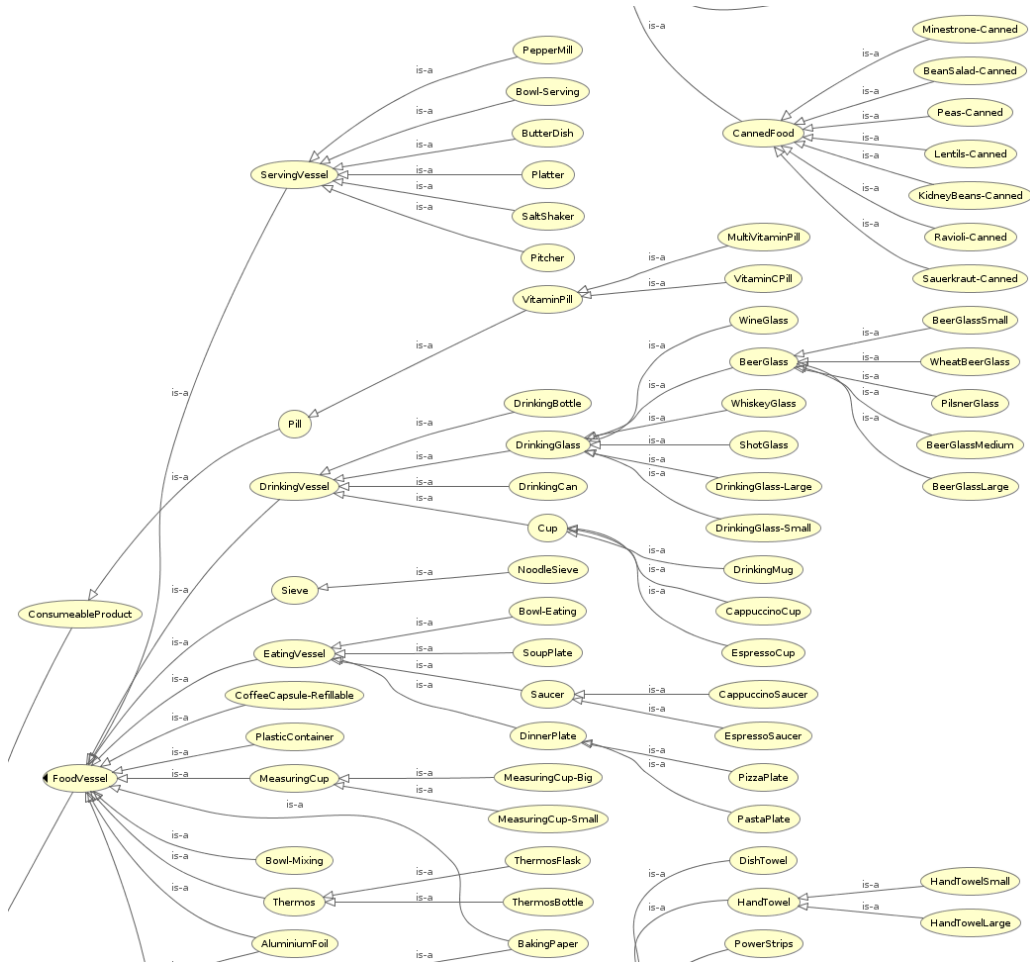 is-a
Minestrone-Canned
is-a
PepperMill
is-a
BeanSalad-Canned
is-a
Bowl-Serving
is-a
Peas-Canned
is-a
ButterDish
CannedFood
is-a
Lentils-Canned
is-a
ServingVessel
is-a
Platter
is-a
KidneyBeans-Canned
is-a
SaltShaker
is-a
Ravioli-Canned
is-a
Pitcher
MultiVitaminPill
is-a
Sauerkraut-Canned
is-a
VitaminPill
is-a
VitaminCPill
WineGlass
BeerGlassSmall
is-a
is-a
is-a
BeerGlass
is-a
WheatBeerGlass
is-a
is-a
DrinkingBottle
is-a
WhiskeyGlass
is-a
PilsnerGlass
Pill
is-a
is-a
is-a
DrinkingGlass
is-a
ShotGlass
BeerGlassMedium
is-a
is-a
is-a
is-a
DrinkingVessel
is-a
DrinkingCan
DrinkingGlass-Large
BeerGlassLarge
is-a
Cup
DrinkingGlass-Small
is-a
NoodleSieve
is-a
is-a
DrinkingMug
is-a
Sieve
is-a
ConsumeableProduct
is-a
Bowl-Eating
is-a
CappuccinoCup
is-a
is-a
EatingVessel
is-a
SoupPlate
EspressoCup
is-a
is-a
CoffeeCapsule-Refillable
is-a
Saucer
is-a
CappuccinoSaucer
is-a
PlasticContainer
DinnerPlate
is-a
EspressoSaucer
is-a
FoodVessel
is-a
MeasuringCup
is-a
MeasuringCup-Big
is-a
PizzaPlate
is-a
is-a
MeasuringCup-Small
PastaPlate
is-a
is-a
Bowl-Mixing
is-a
ThermosFlask
DishTowel
is-a
HandTowelSmall
is-a
Thermos
is-a
ThermosBottle
is-a
HandTowel
is-a
HandTowelLarge
AluminiumFoil
is-a
BakingPaper
PowerStrips